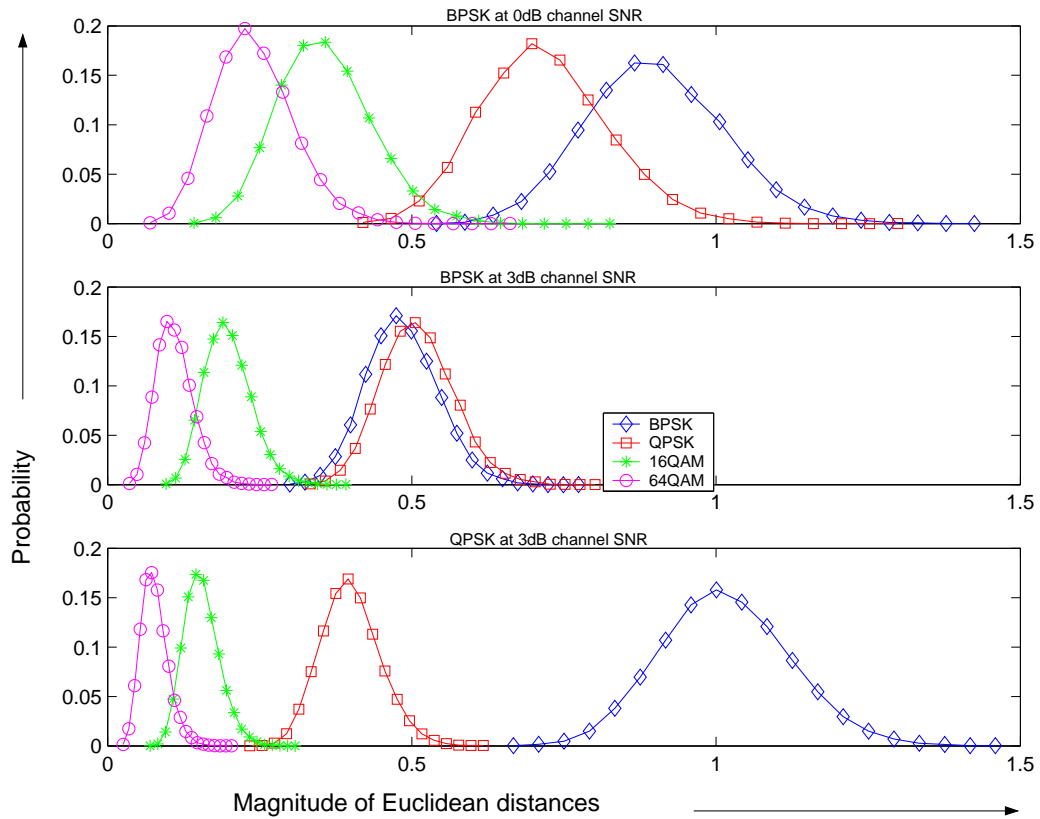 BPSK at 0dB channel SNR
0.2
0.15
0.1
0.05
0
0 0.5 1 1.5
BPSK at 3dB channel SNR
0.2
0.15
0.1
0.05
0
0 0.5 1 1.5
BPSK
QPSK
16QAM
64QAM
QPSK at 3dB channel SNR
0.2
0.15
0.1
0.05
0
0 0.5 1 1.5
Probability
Magnitude of Euclidean distances